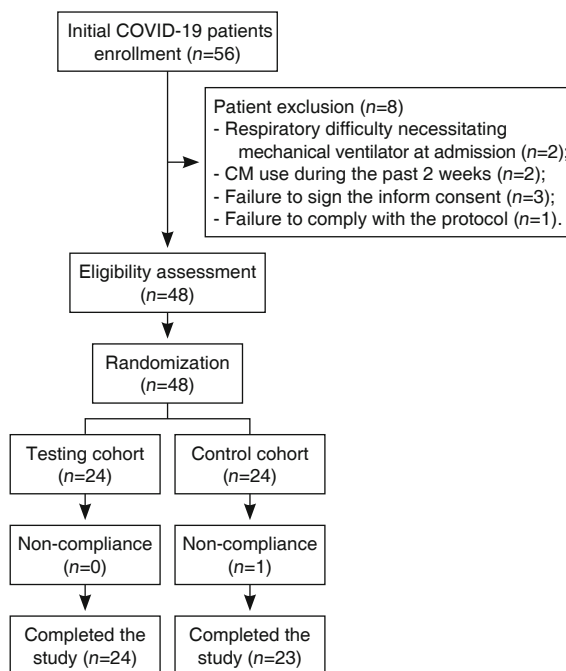 Initial COVID-19 patients
enrollment (n=56)
Patient exclusion (n=8)
- Respiratory difficulty necessitating
mechanical ventilator at admission (n=2);
- CM use during the past 2 weeks (n=2);
- Failure to sign the inform consent (n=3);
- Failure to comply with the protocol (n=1).
Eligibility assessment
(n=48)
Randomization
(n=48)
Testing cohort
(n=24)
Control cohort
(n=24)
Non-compliance
(n=0)
Non-compliance
(n=1)
Completed the
study (n=24)
Completed the
study (n=23)